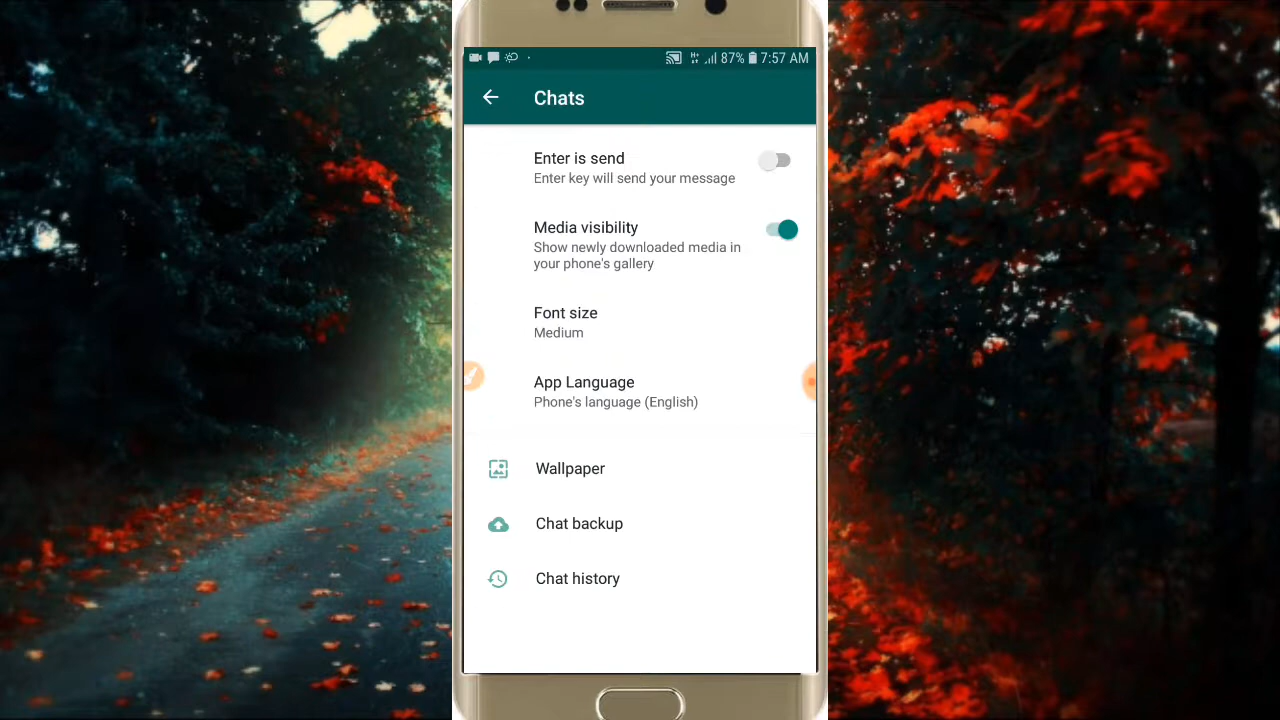 87% 7:57 AM
Chats
Enter is send
Enter key will send your message
Media visibility
Show newly downloaded media in
your phone's gallery
Font size
Medium
App Language
Phone's language (English)
Wallpaper
Chat backup
Chat history